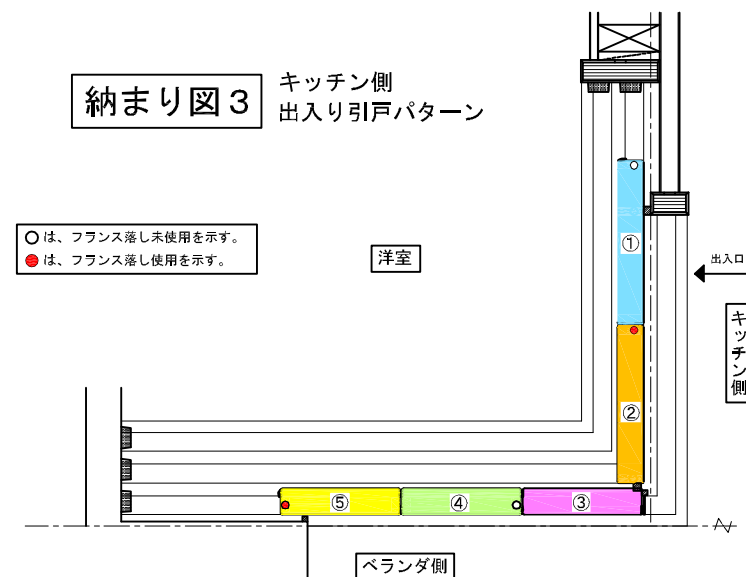 納まり図3
キッチン側
出入り引戸パターン
○は、フランス落し未使用を示す。
●は、フランス落し使用を示す。
洋室
出入口
キッチン側
①
②
③
④
⑤
ベランダ側